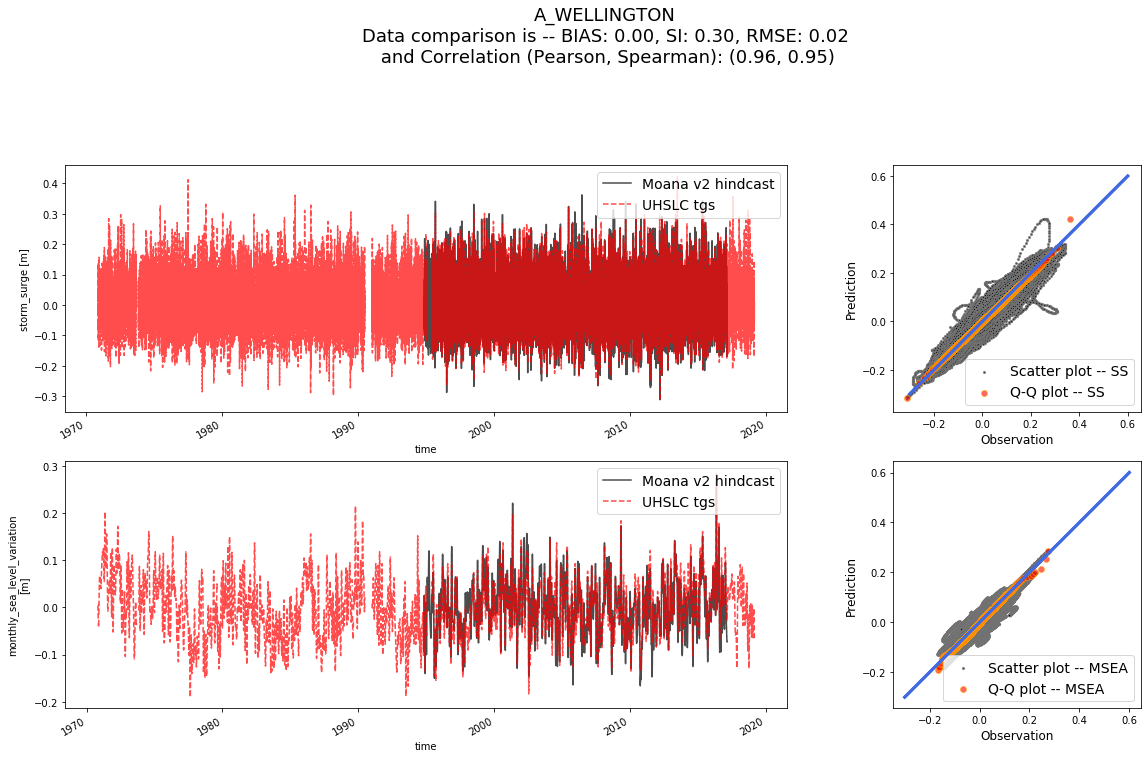 A_WELLINGTON
Data comparison is -- BIAS: 0.00, SI: 0.30, RMSE: 0.02
and Correlation (Pearson, Spearman): (0.96, 0.95)
storm_surge [m]
0.4
0.3
0.2
0.1
0.0
−0.1
−0.2
−0.3
Moana v2 hindcast
UHSLC tgs
1970
1980
1990
2000
2010
2020
time
Prediction
0.6
0.4
0.2
0.0
−0.2
Scatter plot -- SS
Q-Q plot -- SS
−0.2
0.0
0.2
0.4
0.6
Observation
monthly_sea_level_variation
[m]
0.3
0.2
0.1
0.0
−0.1
−0.2
Moana v2 hindcast
UHSLC tgs
1970
1980
1990
2000
2010
2020
time
Prediction
0.6
0.4
0.2
0.0
−0.2
Scatter plot -- MSEA
Q-Q plot -- MSEA
−0.2
0.0
0.2
0.4
0.6
Observation